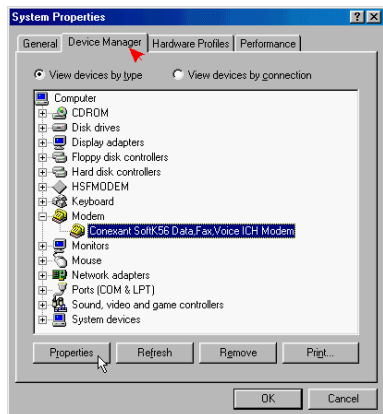 System Properties
General Device Manager Hardware Profiles Performance
View devices by type View devices by connection
Computer
CDROM
Disk drives
Display adapters
Floppy disk controllers
Hard disk controllers
HSFMODEM
Keyboard
Modem
Conexant SoftK56 Data,Fax,Voice ICH Modem
Monitors
Mouse
Network adapters
Ports (COM & LPT)
Sound, video and game controllers
System devices
Properties Refresh Remove Print...
OK Cancel